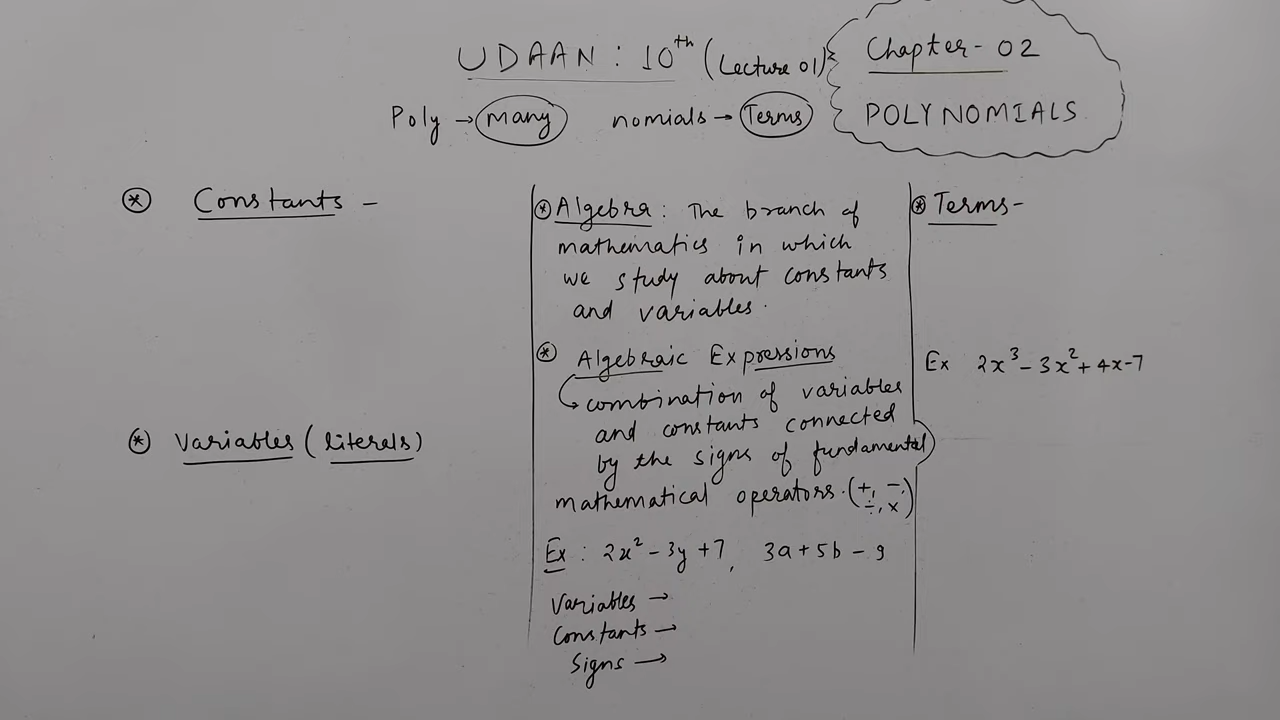 UDAAN : 10th (Lecture 01)
Chapter - 02
POLYNOMIALS
Poly → many nomials → Terms
⊛ Constants -
⊛ Variables (literels)
⊛ Algebra : The branch of
mathematics in which
we study about constants
and variables.
⊛ Algebraic Expressions
combination of variables
and constants connected
by the signs of fundamental
mathematical operators. (+, -, ÷, ×)
Ex : 2x² - 3y + 7, 3a + 5b - 9
Variables →
Constants →
Signs →
⊛ Terms -
Ex 2x³ - 3x² + 4x - 7